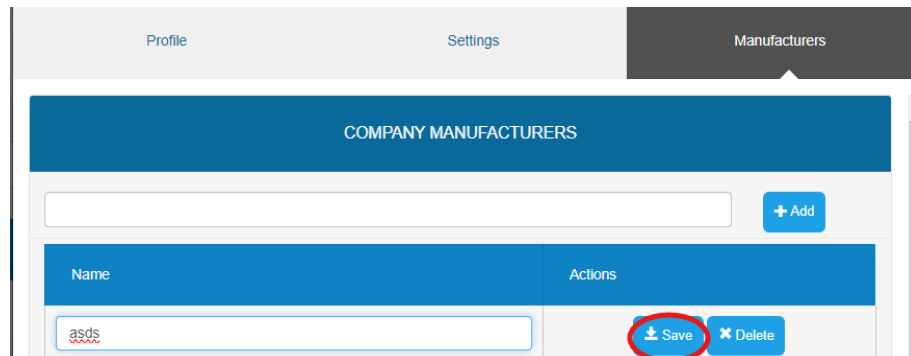 Profile Settings Manufacturers
COMPANY MANUFACTURERS
Add
Name Actions
asds Save Delete